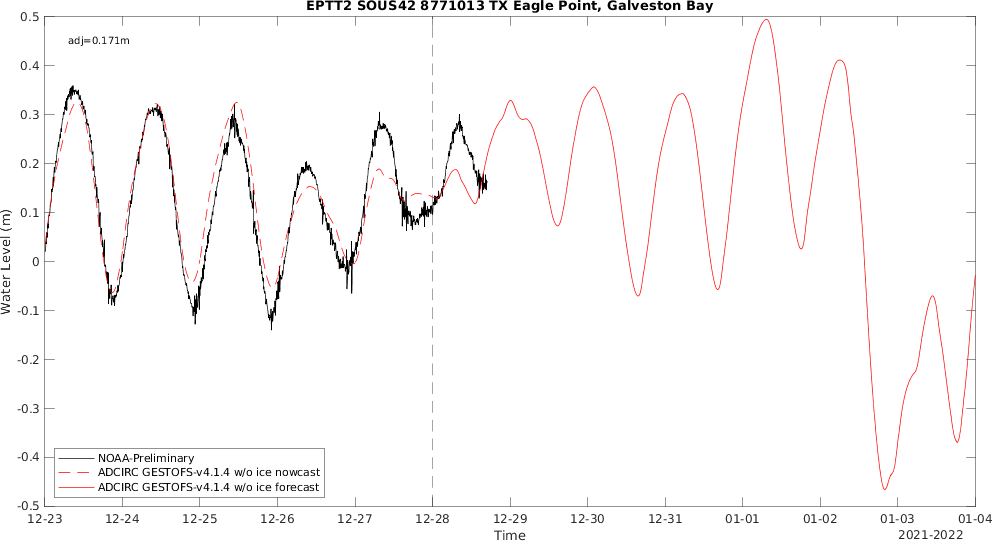 EPTT2 SOUS42 8771013 TX Eagle Point, Galveston Bay
adj=0.171m
0.5
0.4
0.3
0.2
0.1
0
-0.1
-0.2
-0.3
-0.4
-0.5
Water Level (m)
NOAA-Preliminary
ADCIRC GESTOFS-v4.1.4 w/o ice nowcast
ADCIRC GESTOFS-v4.1.4 w/o ice forecast
12-23 12-24 12-25 12-26 12-27 12-28 12-29 12-30 12-31 01-01 01-02 01-03 01-04
Time
2021-2022